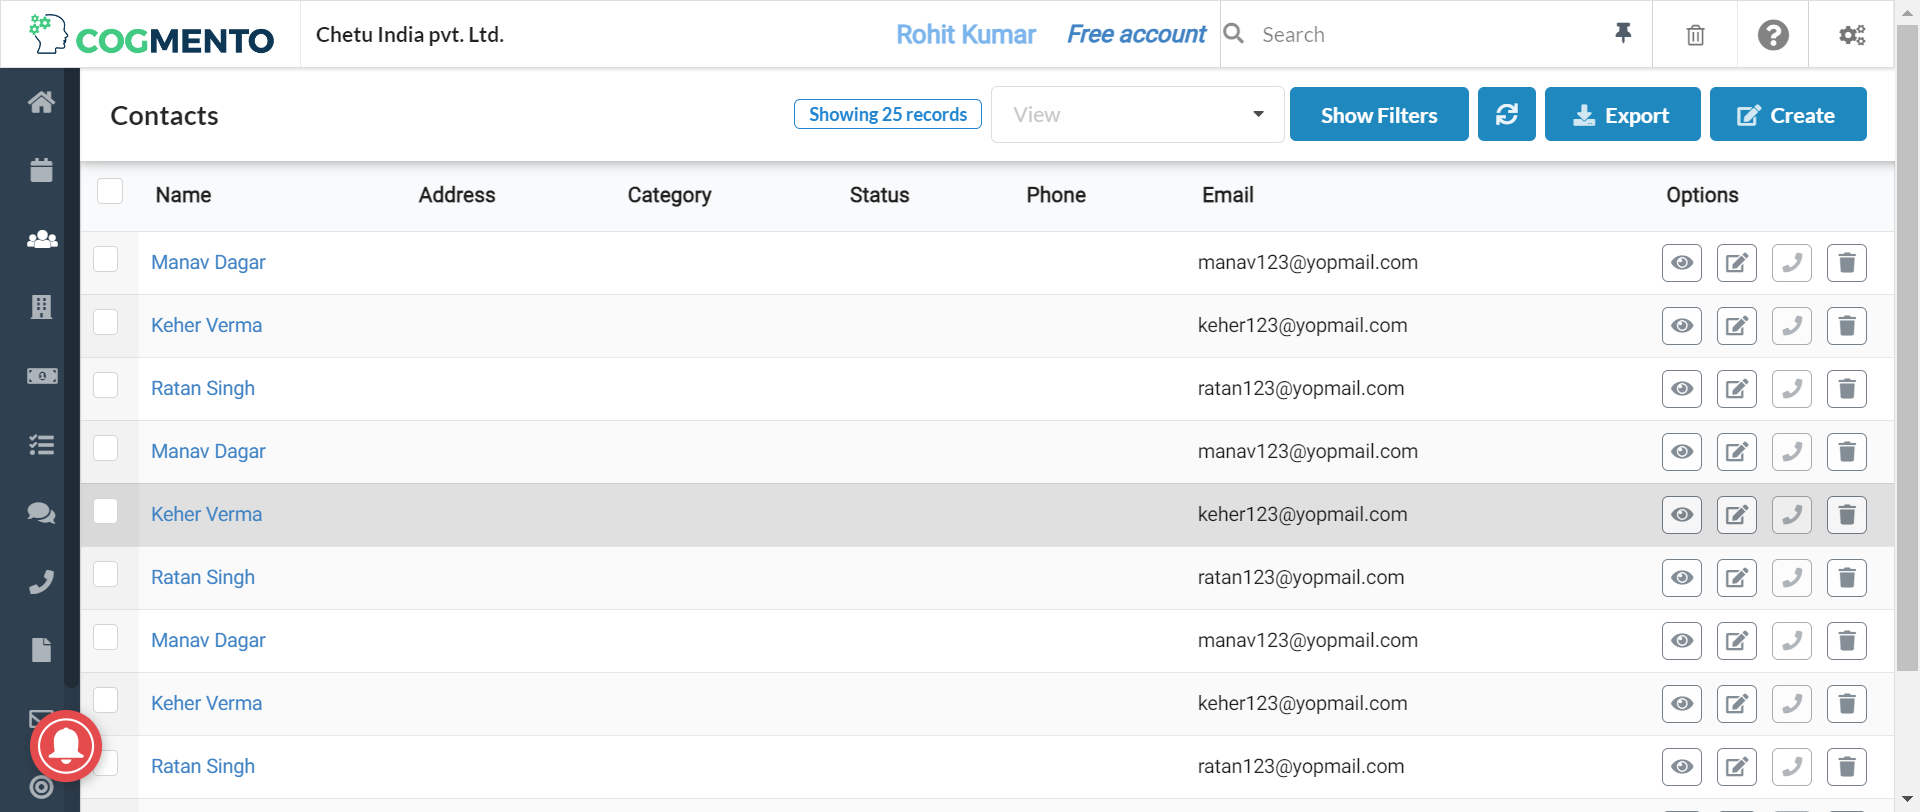 COGMENTO Chetu India pvt. Ltd. Rohit Kumar Free account Search
Contacts Showing 25 records View Show Filters Export Create
Name Address Category Status Phone Email Options
Manav Dagar manav123@yopmail.com
Keher Verma keher123@yopmail.com
Ratan Singh ratan123@yopmail.com
Manav Dagar manav123@yopmail.com
Keher Verma keher123@yopmail.com
Ratan Singh ratan123@yopmail.com
Manav Dagar manav123@yopmail.com
Keher Verma keher123@yopmail.com
Ratan Singh ratan123@yopmail.com